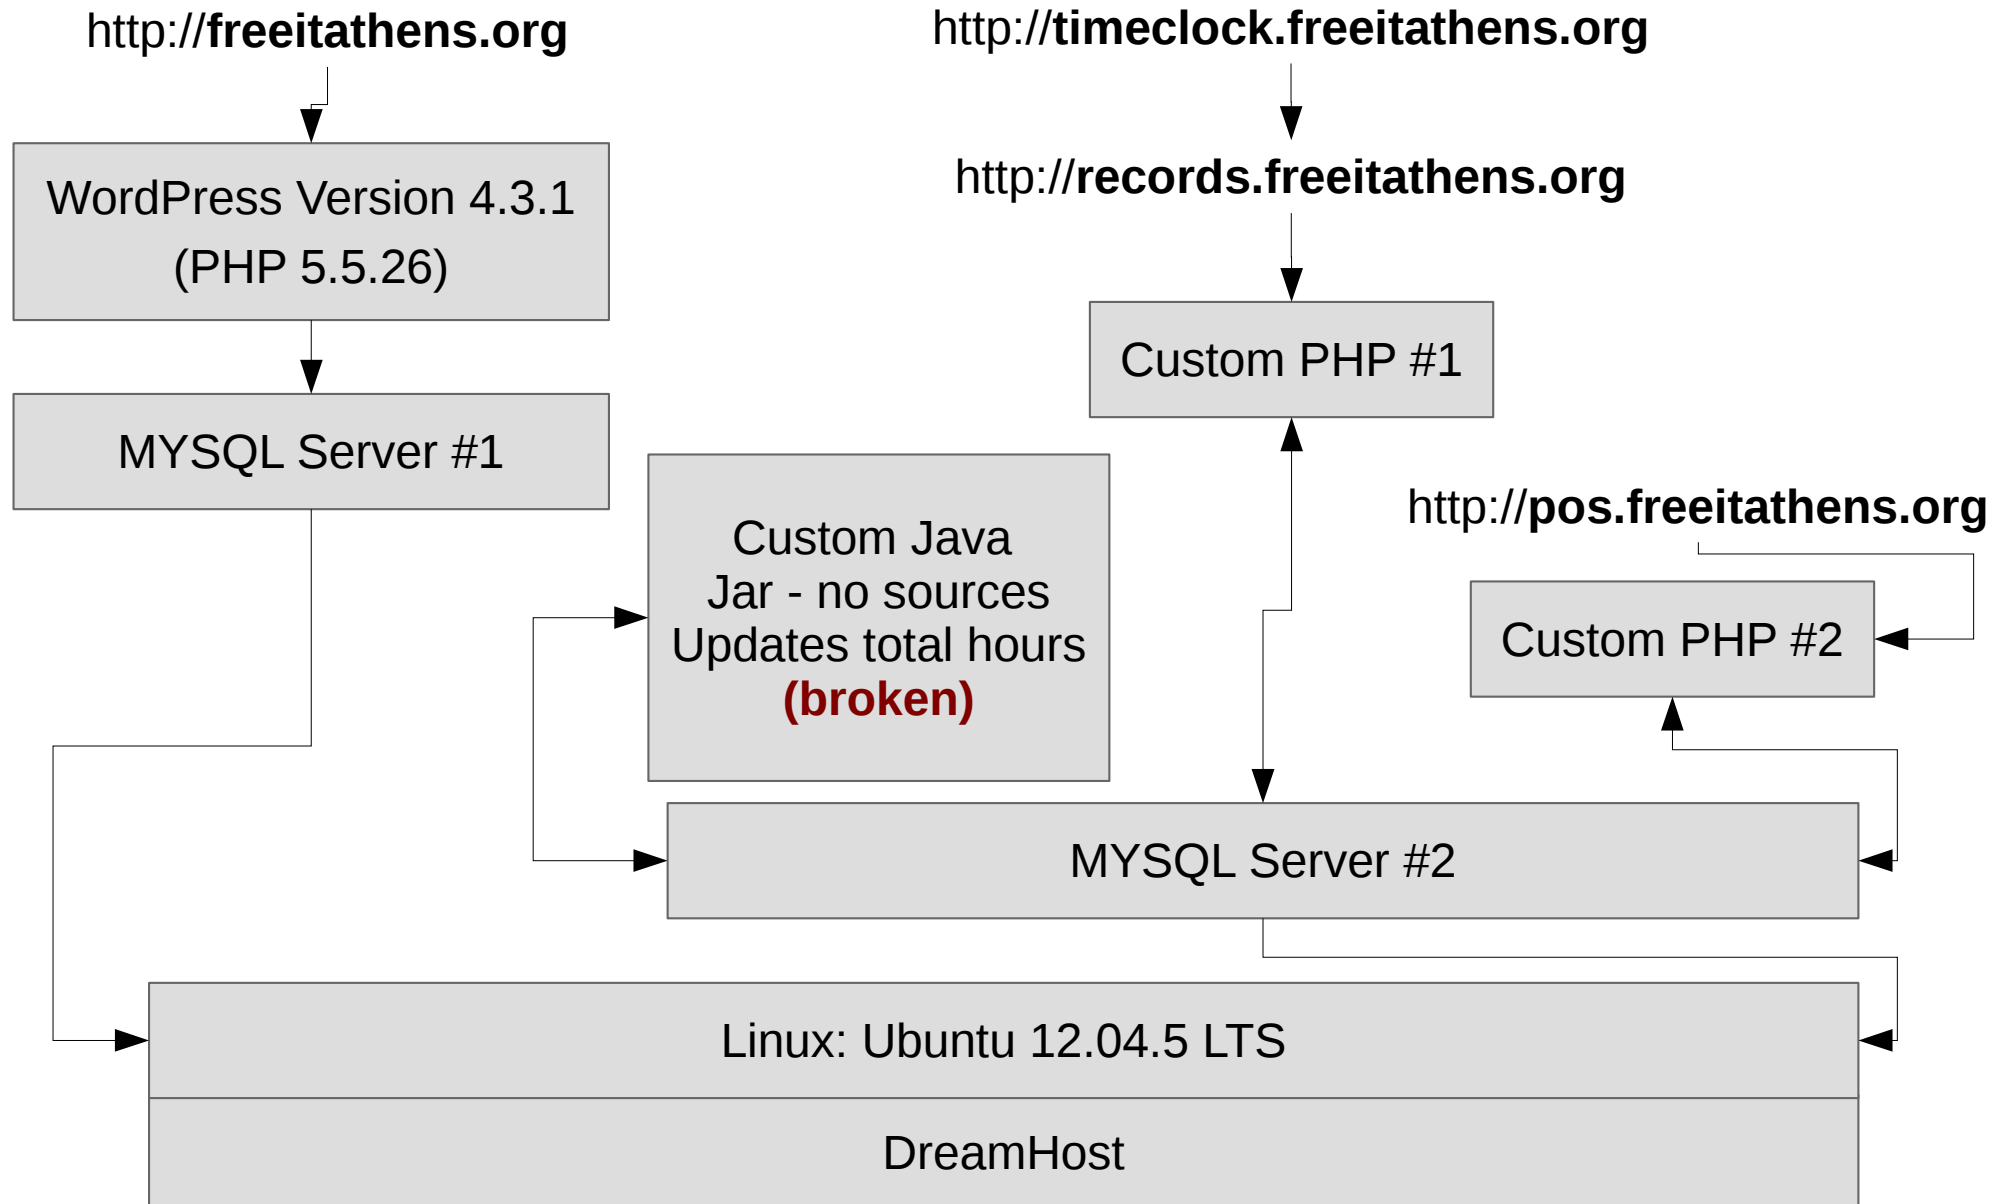 http://freeitathens.org
http://timeclock.freeitathens.org
http://records.freeitathens.org
WordPress Version 4.3.1
(PHP 5.5.26)
Custom PHP #1
MYSQL Server #1
Custom Java
Jar - no sources
Updates total hours
(broken)
http://pos.freeitathens.org
Custom PHP #2
MYSQL Server #2
Linux: Ubuntu 12.04.5 LTS
DreamHost